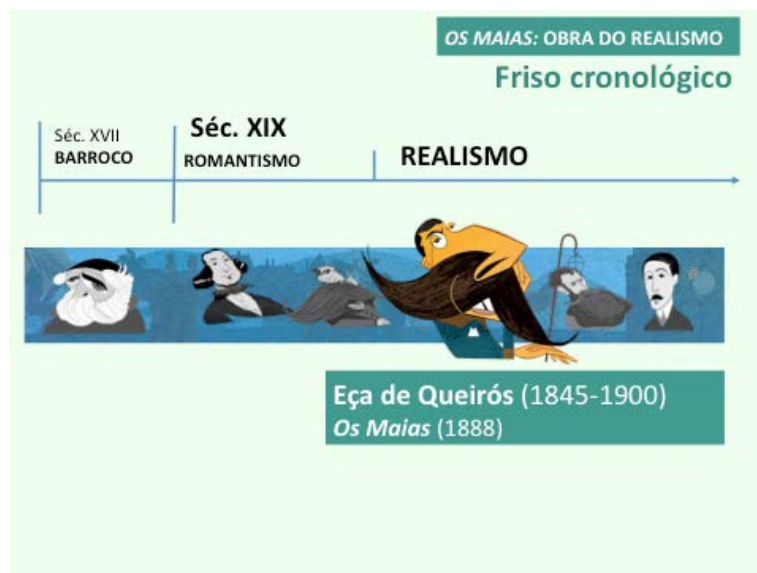 OS MAIAS: OBRA DO REALISMO
Friso cronológico
Séc. XVII
BARROCO
Séc. XIX
ROMANTISMO
REALISMO
Eça de Queirós (1845-1900)
Os Maias (1888)